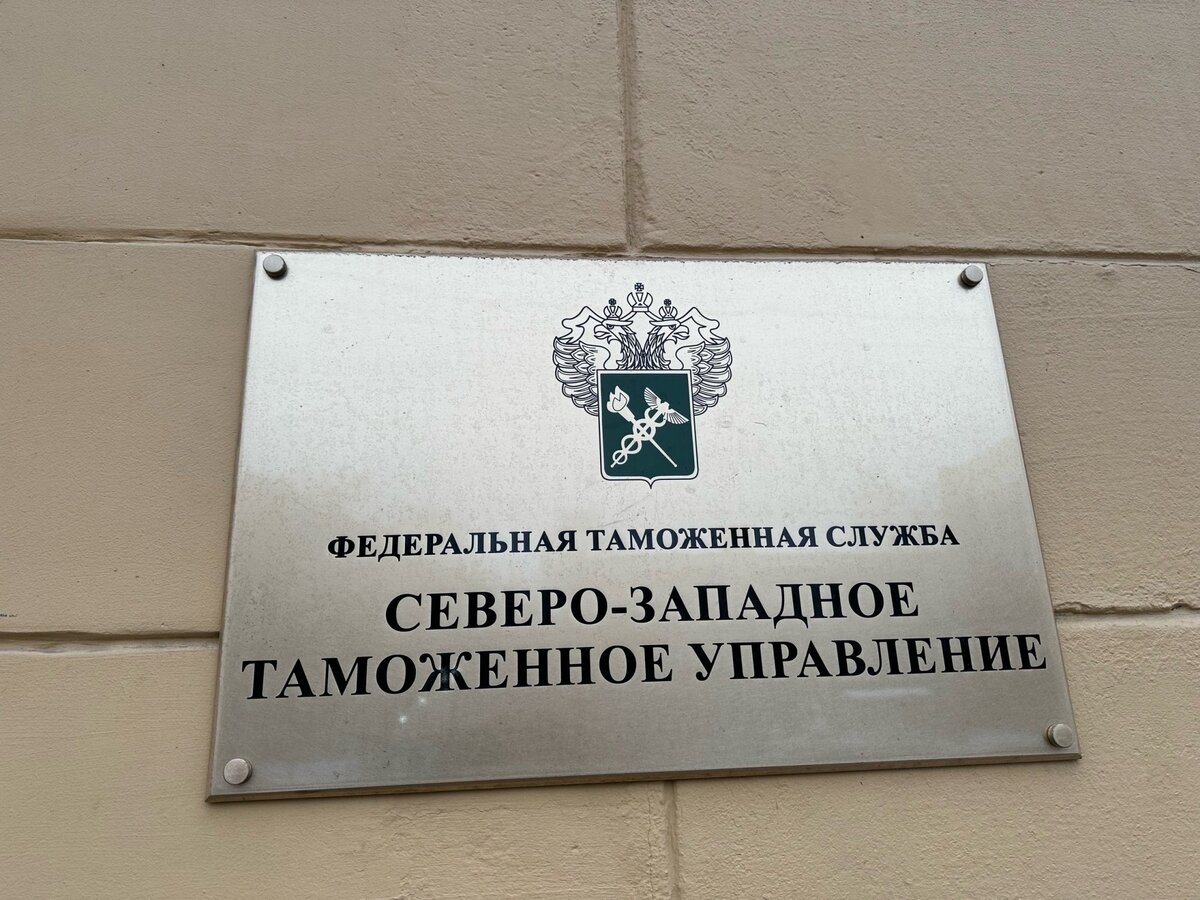 ФЕДЕРАЛЬНАЯ ТАМОЖЕННАЯ СЛУЖБА
СЕВЕРО-ЗАПАДНОЕ
ТАМОЖЕННОЕ УПРАВЛЕНИЕ